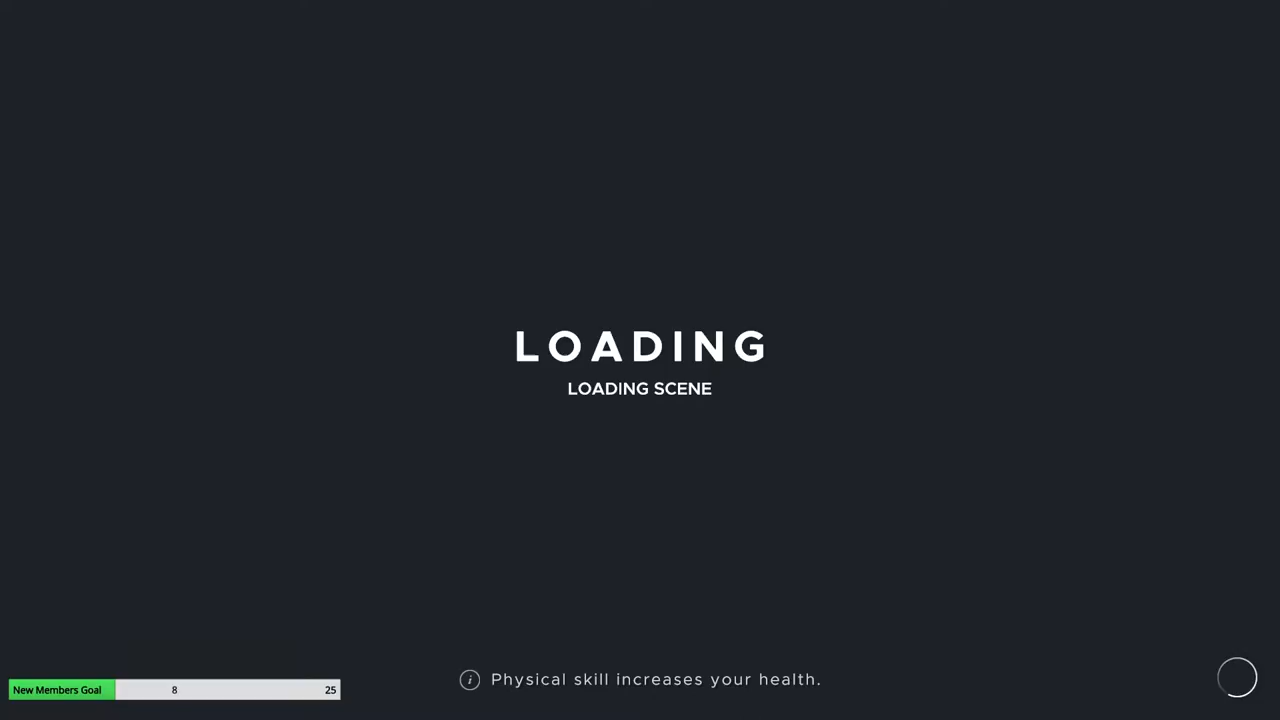 LOADING
LOADING SCENE
Physical skill increases your health.
New Members Goal 8 25